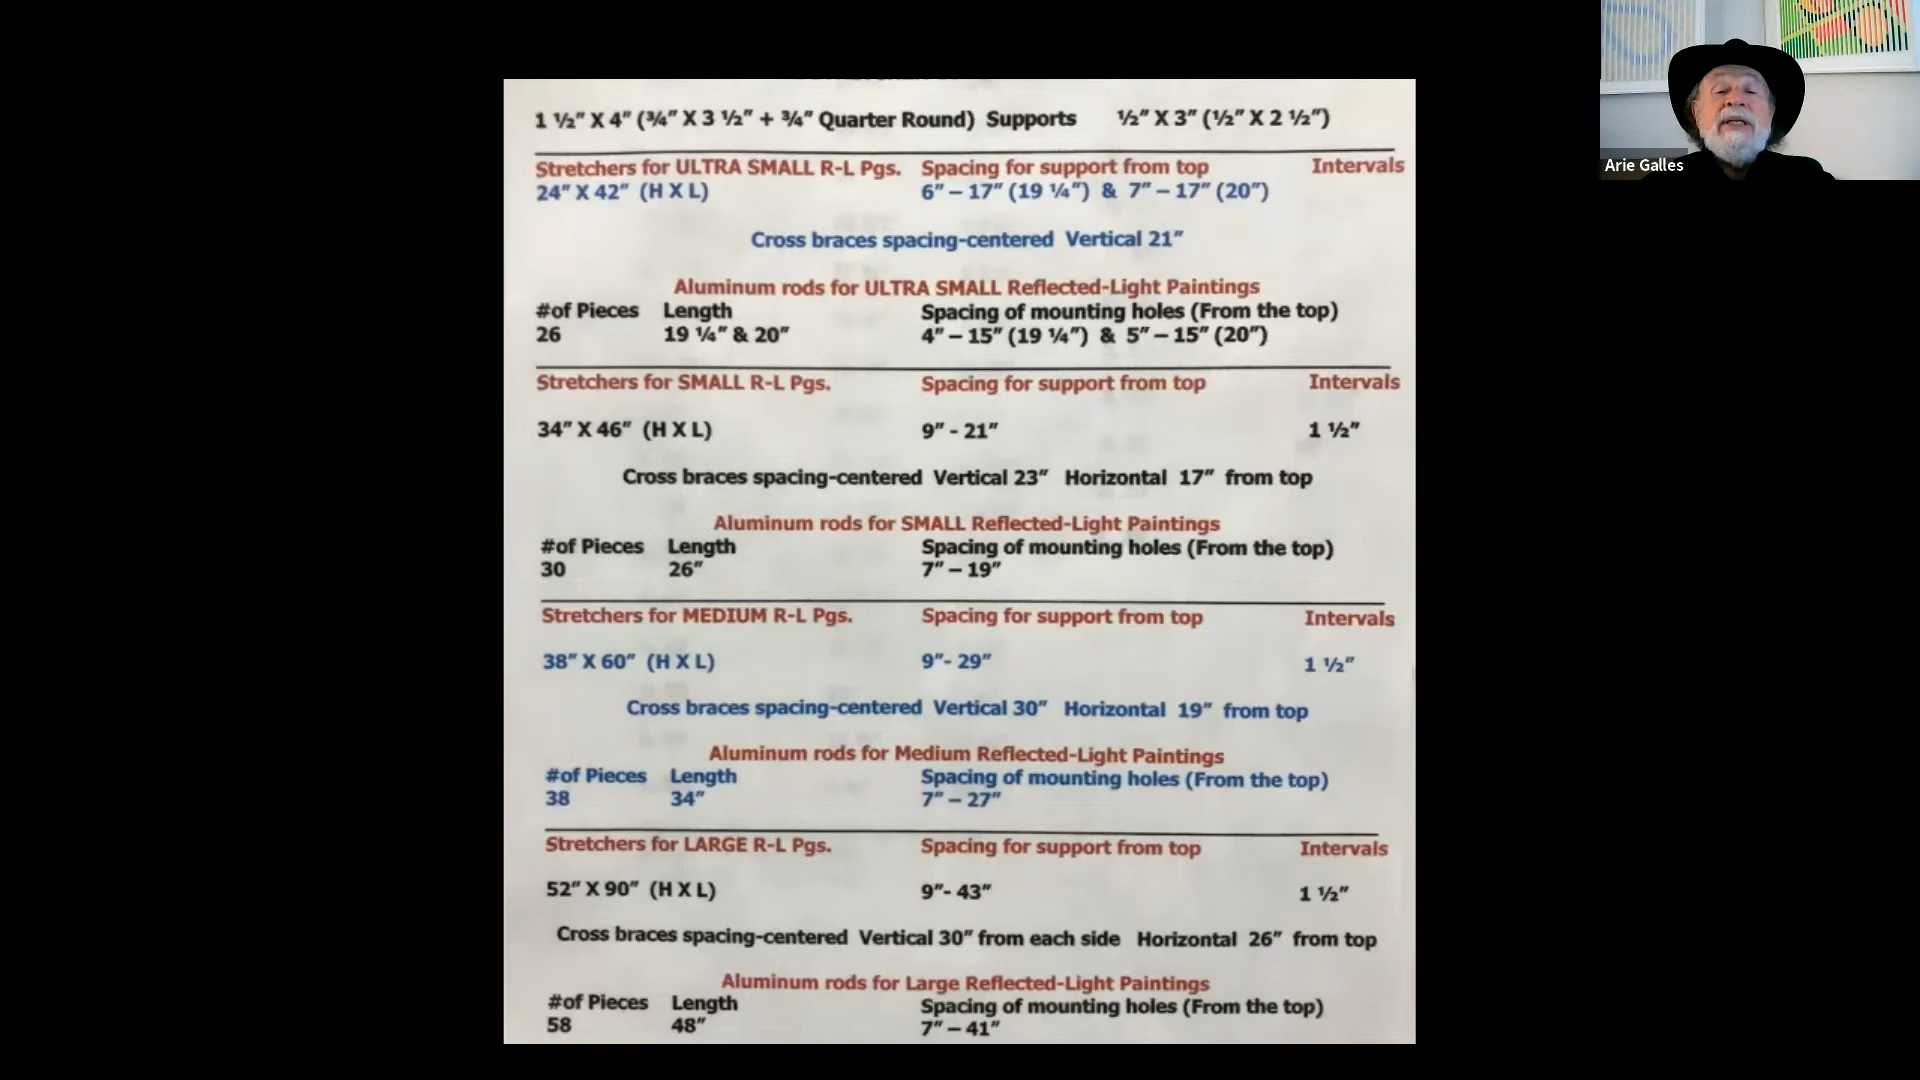 1 ½” X 4” (¾” X 3 ½” + ¾” Quarter Round) Supports ½” X 3” (½” X 2 ½”)
Stretchers for ULTRA SMALL R-L Pgs. Spacing for support from top Intervals
24” X 42” (H X L) 6” – 17” (19 ¼”) & 7” – 17” (20”)
Cross braces spacing-centered Vertical 21”
Aluminum rods for ULTRA SMALL Reflected-Light Paintings
#of Pieces Length Spacing of mounting holes (From the top)
26 19 ¼” & 20” 4” – 15” (19 ¼”) & 5” – 15” (20”)
Stretchers for SMALL R-L Pgs. Spacing for support from top Intervals
34” X 46” (H X L) 9” - 21” 1 ½”
Cross braces spacing-centered Vertical 23” Horizontal 17” from top
Aluminum rods for SMALL Reflected-Light Paintings
#of Pieces Length Spacing of mounting holes (From the top)
30 26” 7” – 19”
Stretchers for MEDIUM R-L Pgs. Spacing for support from top Intervals
38” X 60” (H X L) 9”- 29” 1 ½”
Cross braces spacing-centered Vertical 30” Horizontal 19” from top
Aluminum rods for Medium Reflected-Light Paintings
#of Pieces Length Spacing of mounting holes (From the top)
38 34” 7” – 27”
Stretchers for LARGE R-L Pgs. Spacing for support from top Intervals
52” X 90” (H X L) 9”- 43” 1 ½”
Cross braces spacing-centered Vertical 30” from each side Horizontal 26” from top
Aluminum rods for Large Reflected-Light Paintings
#of Pieces Length Spacing of mounting holes (From the top)
58 48” 7” – 41”
Arie Galles